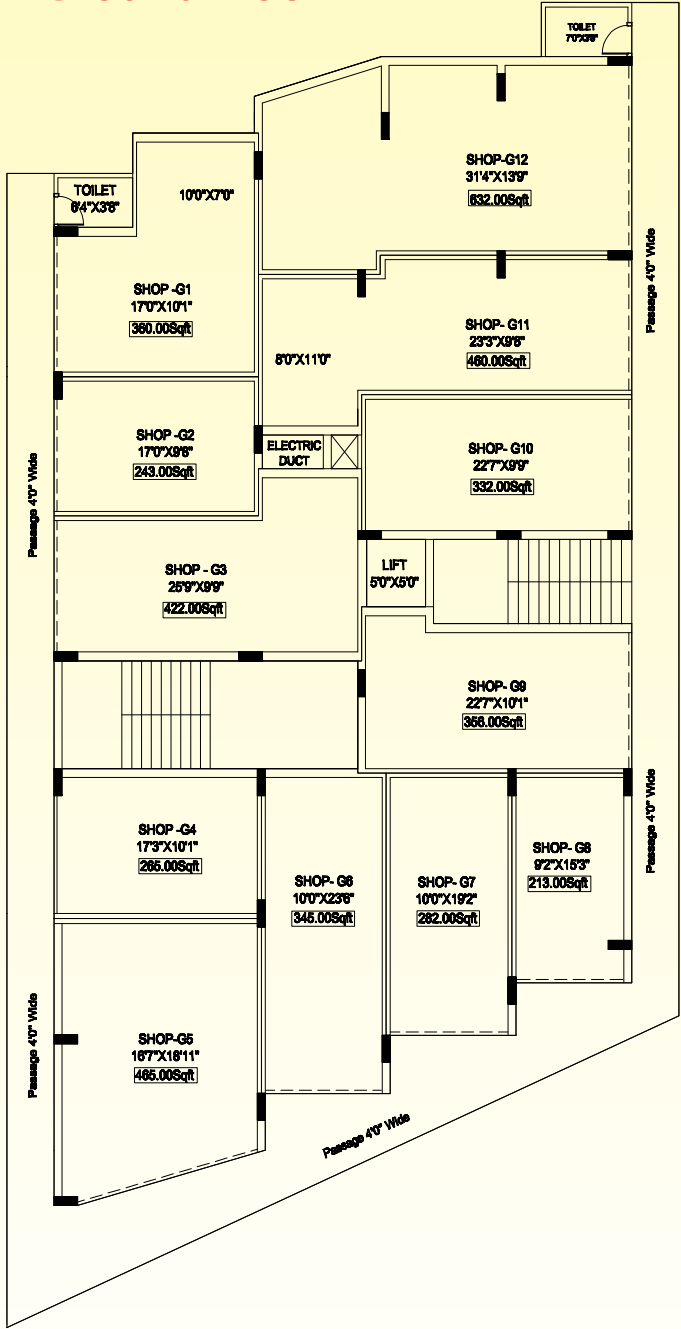 TOILET
7'0"X3'8"
SHOP-G12
31'4"X13'9"
632.00Sqft
TOILET
6'4"X3'8"
10'0"X7'0"
SHOP -G1
17'0"X10'1"
360.00Sqft
Passage 4'0" Wide
SHOP- G11
23'3"X9'8"
460.00Sqft
8'0"X11'0"
SHOP -G2
17'0"X9'8"
243.00Sqft
ELECTRIC
DUCT
SHOP- G10
22'7"X9'9"
332.00Sqft
Passage 4'0" Wide
SHOP - G3
25'9"X9'9"
422.00Sqft
LIFT
5'0"X5'0"
SHOP- G9
22'7"X10'1"
356.00Sqft
SHOP -G4
17'3"X10'1"
265.00Sqft
SHOP- G6
10'0"X23'6"
345.00Sqft
SHOP- G7
10'0"X19'2"
282.00Sqft
SHOP- G8
9'2"X15'3"
213.00Sqft
Passage 4'0" Wide
SHOP-G5
16'7"X18'11"
465.00Sqft
Passage 4'0" Wide
Passage 4'0" Wide